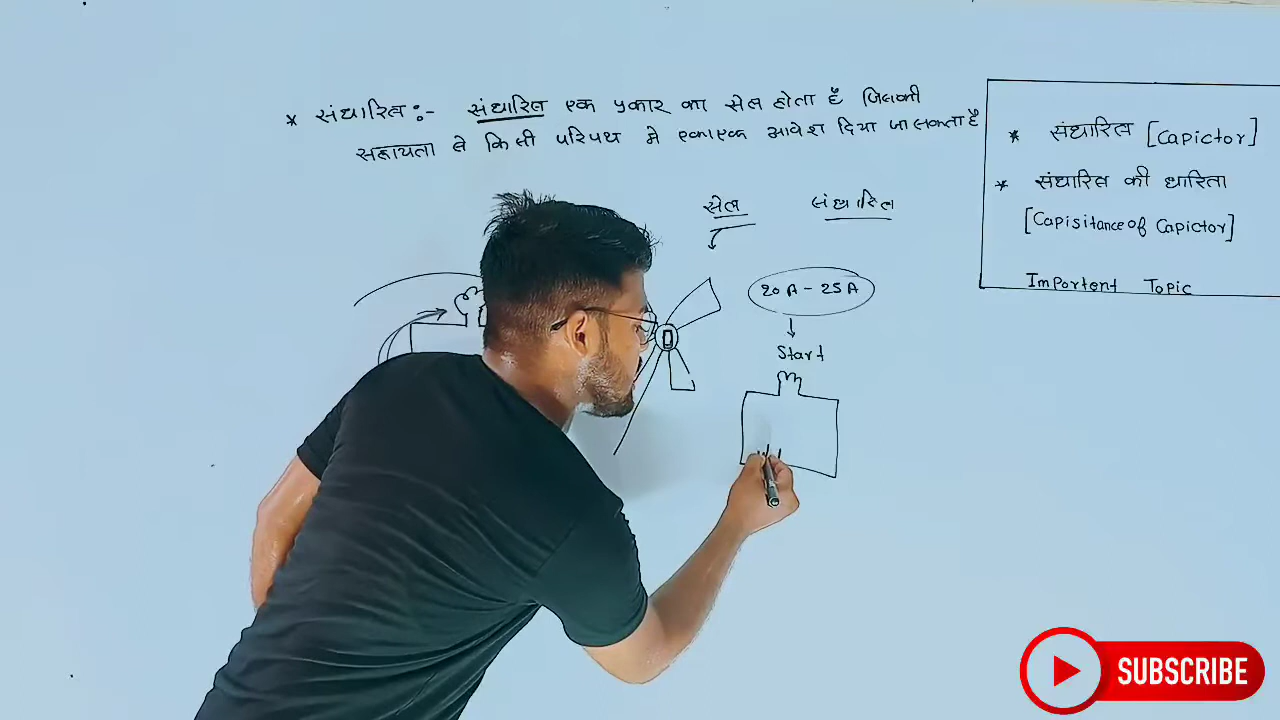 * संधारित्र :- संधारित्र एक प्रकार का सेल होता है जिसकी
सहायता से किसी परिपथ मे एकाएक आवेश दिया जा सकता है
* संधारित्र [Capictor]
* संधारित्र की धारिता
[Capisitance of Capictor]
Importent Topic
सेल
संधारित्र
20 A - 25 A
Start
SUBSCRIBE